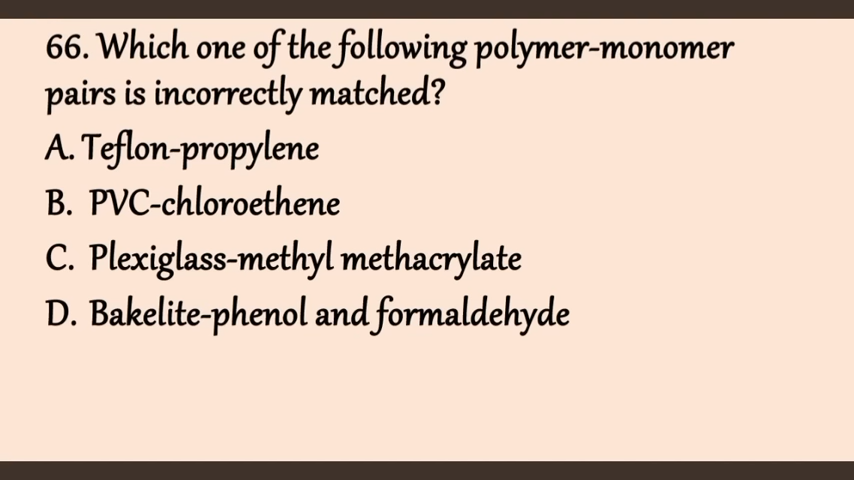 66. Which one of the following polymer-monomer
pairs is incorrectly matched?
A. Teflon-propylene
B. PVC-chloroethene
C. Plexiglass-methyl methacrylate
D. Bakelite-phenol and formaldehyde